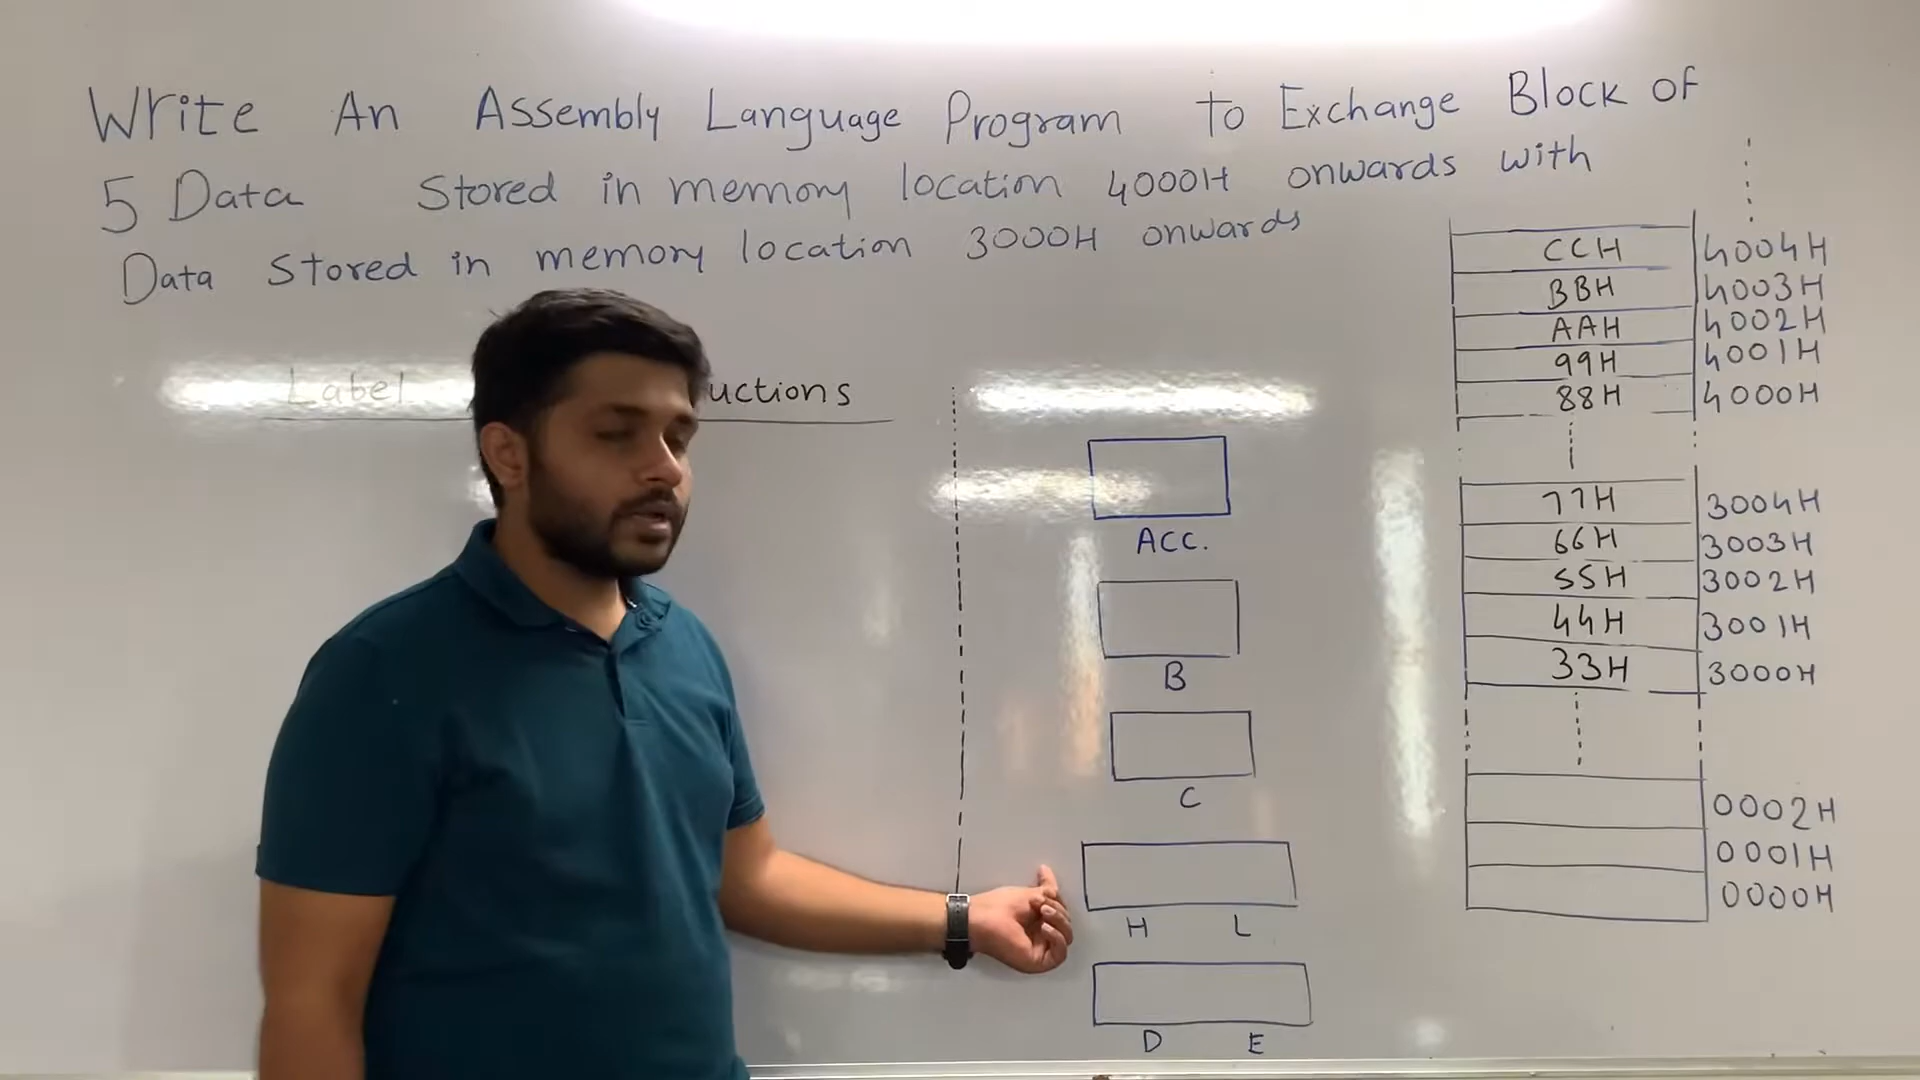 Write An Assembly Language Program to Exchange Block of
5 Data Stored in memory location 4000H onwards with
Data Stored in memory location 3000H onwards
Label uctions
ACC.
B
C
H L
D E
CCH 4004H
BBH 4003H
AAH 4002H
99H 4001H
88H 4000H
77H 3004H
66H 3003H
55H 3002H
44H 3001H
33H 3000H
0002H
0001H
0000H